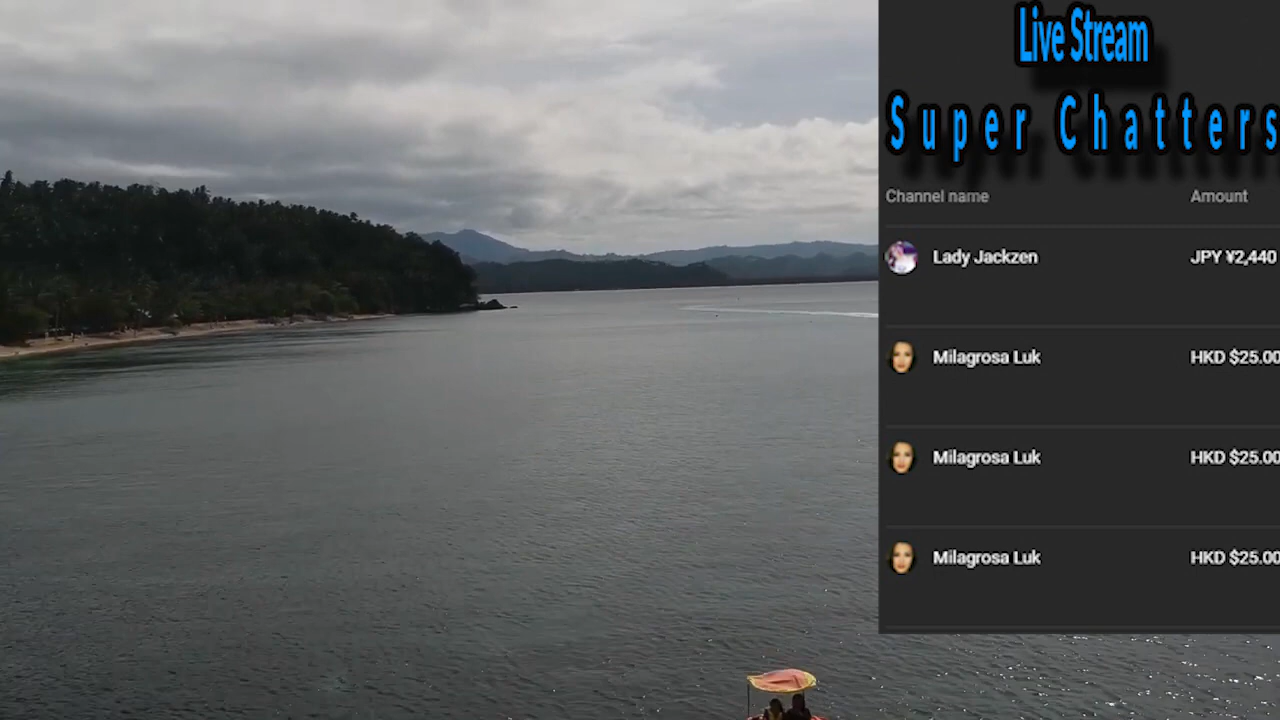 Live Stream
Super Chatters
Channel name Amount
Lady Jackzen JPY ¥2,440
Milagrosa Luk HKD $25.00
Milagrosa Luk HKD $25.00
Milagrosa Luk HKD $25.00